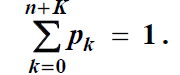 n+K
∑ p_k = 1.
k=0